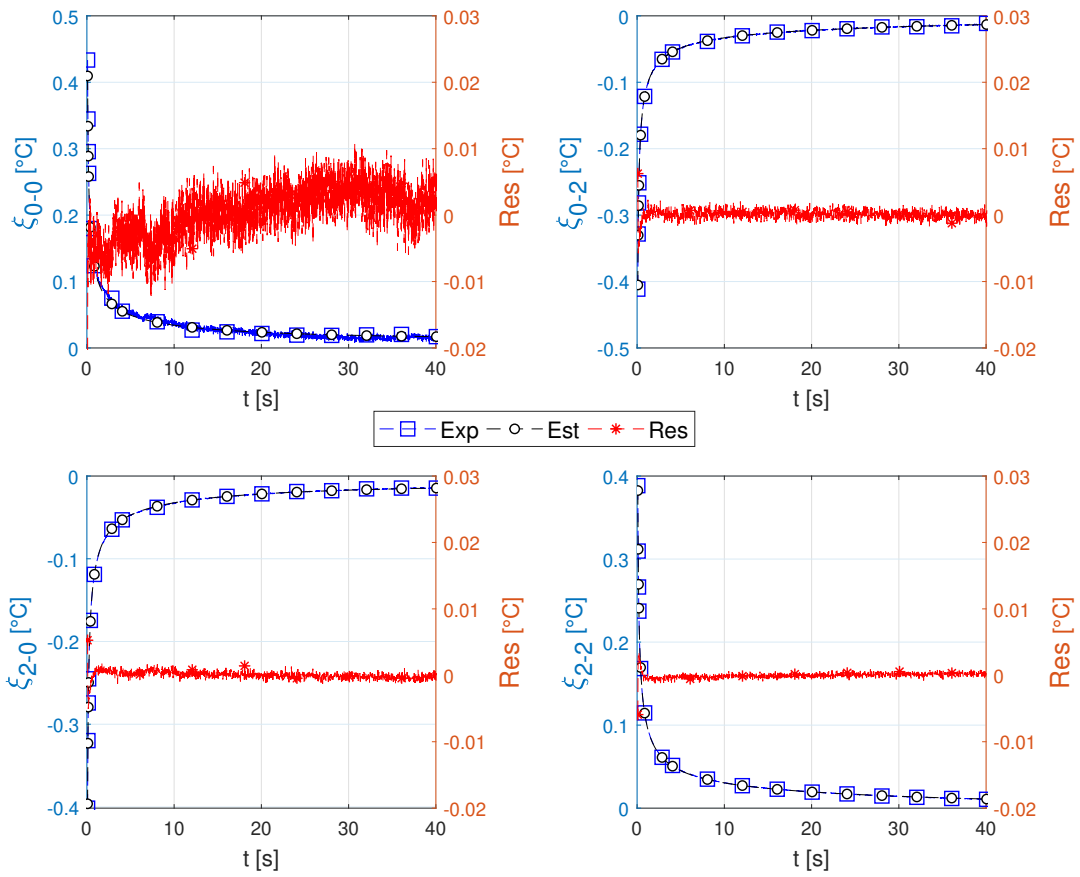 0.5 0.03 0 0.03
0.4 0.02 -0.1 0.02
0.3 0.01 -0.2 0.01
ξ0-0 [°C] Res [°C] ξ0-2 [°C] Res [°C]
0.2 0 -0.3 0
0.1 -0.01 -0.4 -0.01
0 -0.02 -0.5 -0.02
0 10 20 30 40 0 10 20 30 40
t [s] t [s]
Exp Est Res
0 0.03 0.4 0.03
0.02 0.02
-0.1 0.3
0.01 0.01
ξ2-0 [°C] Res [°C] ξ2-2 [°C] Res [°C]
-0.2 0.2
0 0
-0.3 0.1
-0.01 -0.01
-0.4 -0.02 0 -0.02
0 10 20 30 40 0 10 20 30 40
t [s] t [s]